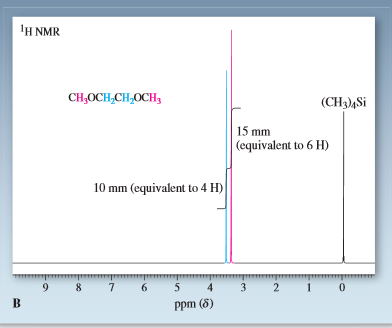 ¹H NMR
CH₃OCH₂CH₂OCH₃
(CH₃)₄Si
15 mm
(equivalent to 6 H)
10 mm (equivalent to 4 H)
9 8 7 6 5 4 3 2 1 0
B ppm (δ)